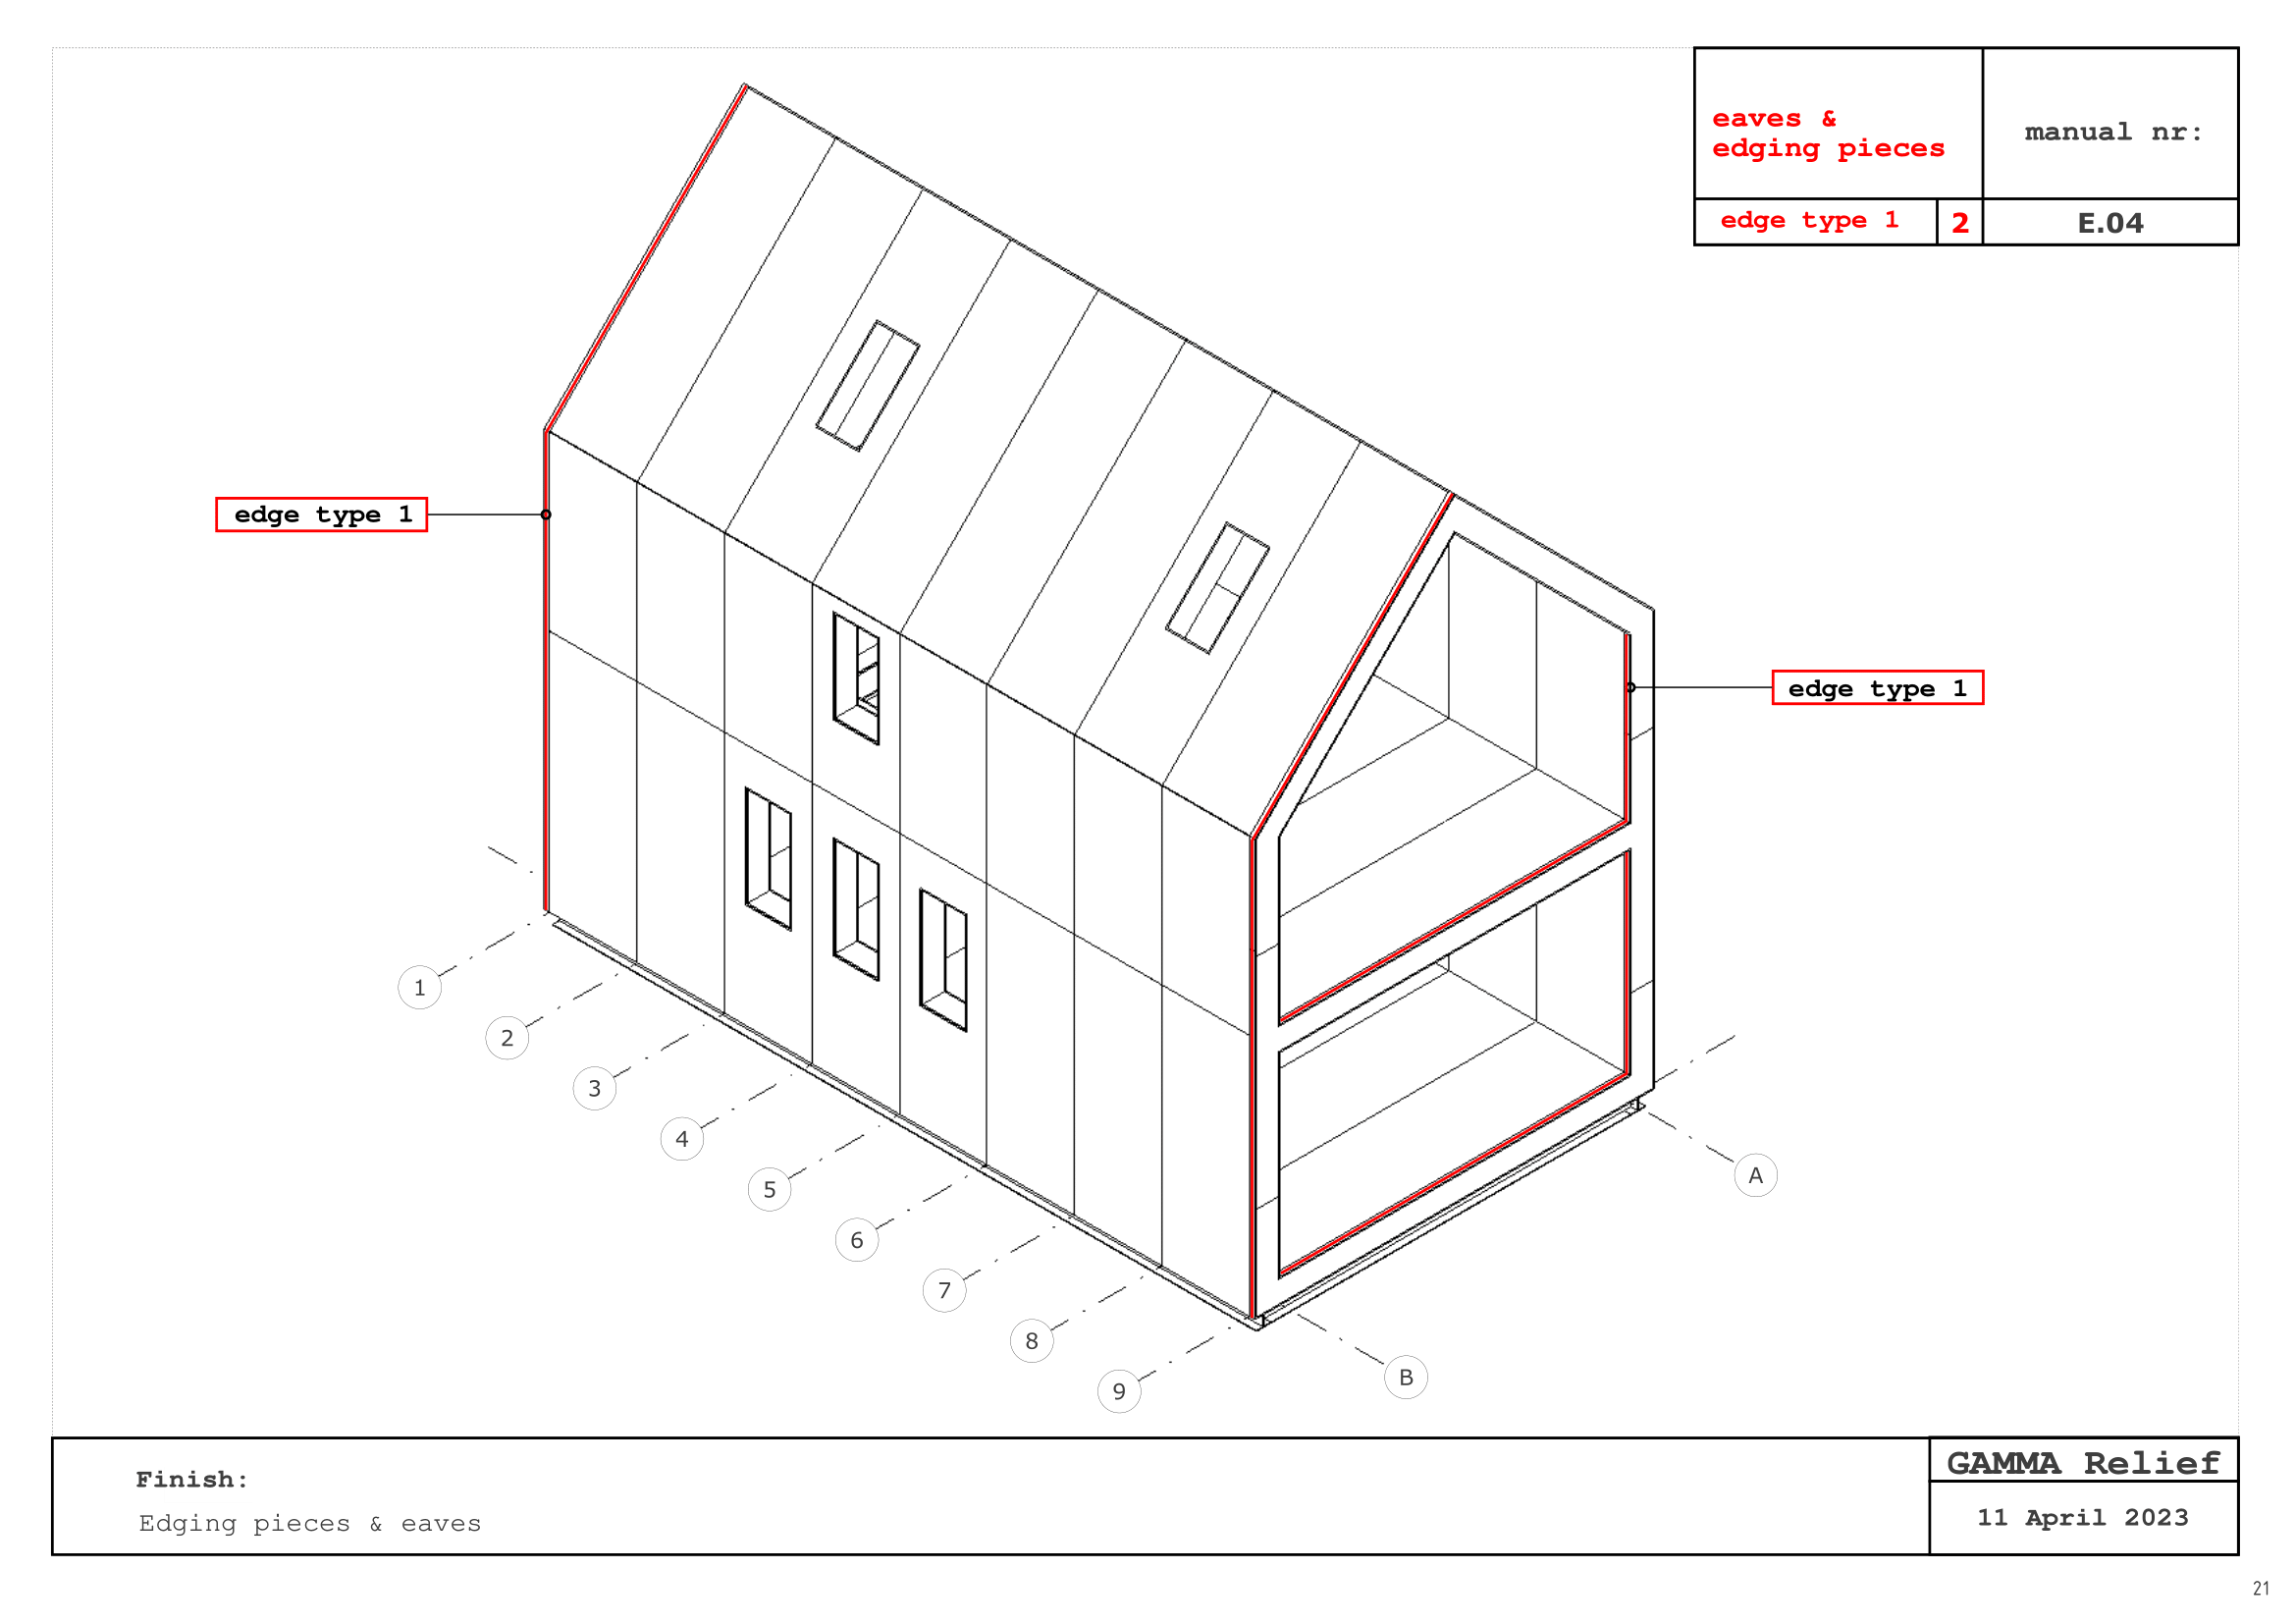 eaves &
edging pieces
manual nr:
edge type 1
2
E.04
edge type 1
edge type 1
1
2
3
4
5
6
7
8
9
A
B
Finish:
Edging pieces & eaves
GAMMA Relief
11 April 2023
21